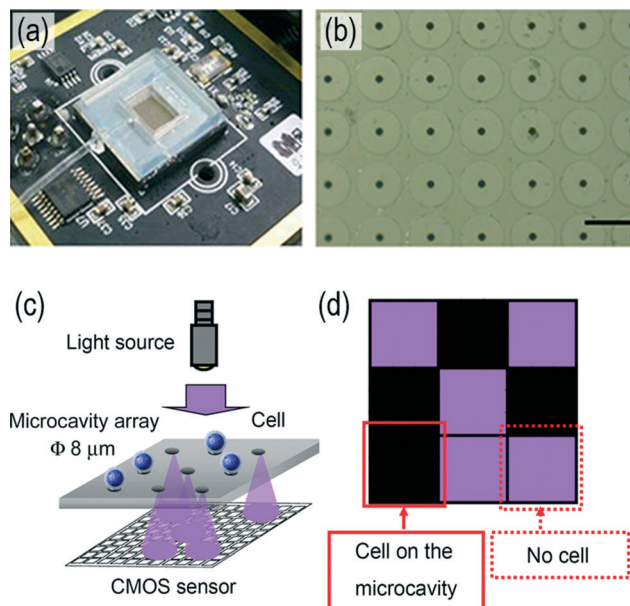 (a)
(b)
(c)
Light source
Microcavity array
Φ 8 μm
Cell
CMOS sensor
(d)
Cell on the
microcavity
No cell